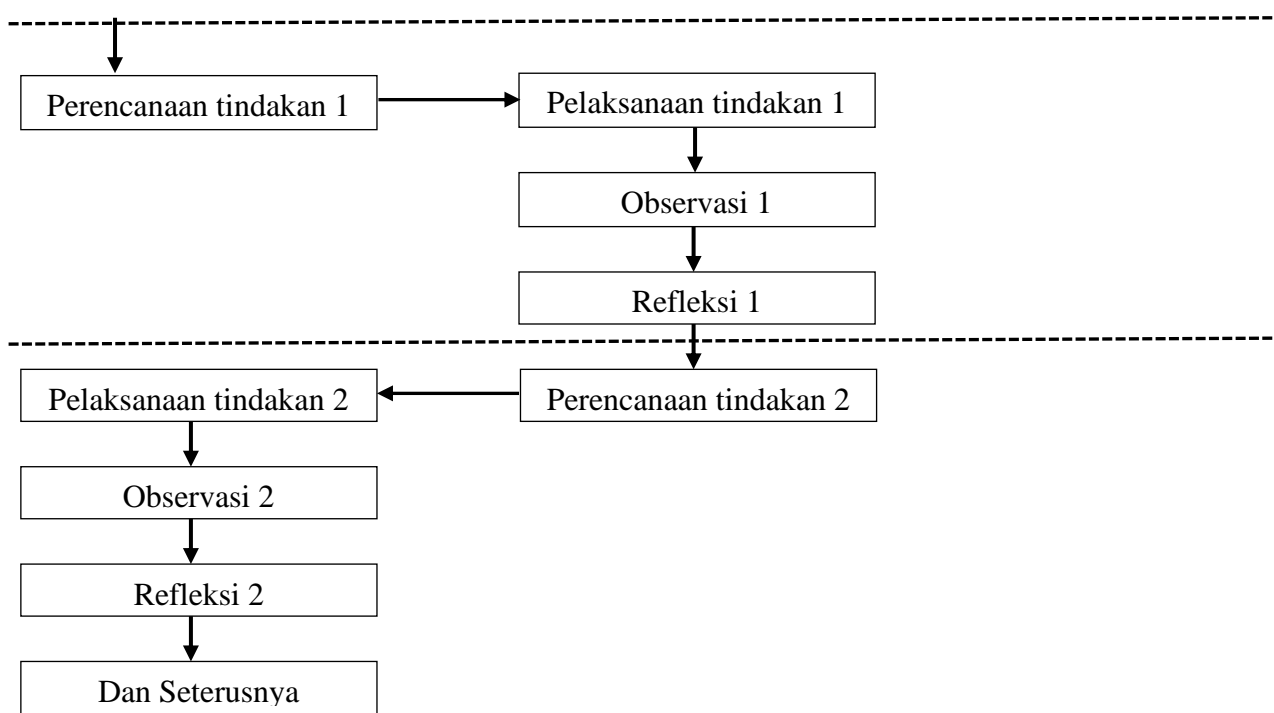 Perencanaan tindakan 1
Pelaksanaan tindakan 1
Observasi 1
Refleksi 1
Perencanaan tindakan 2
Pelaksanaan tindakan 2
Observasi 2
Refleksi 2
Dan Seterusnya